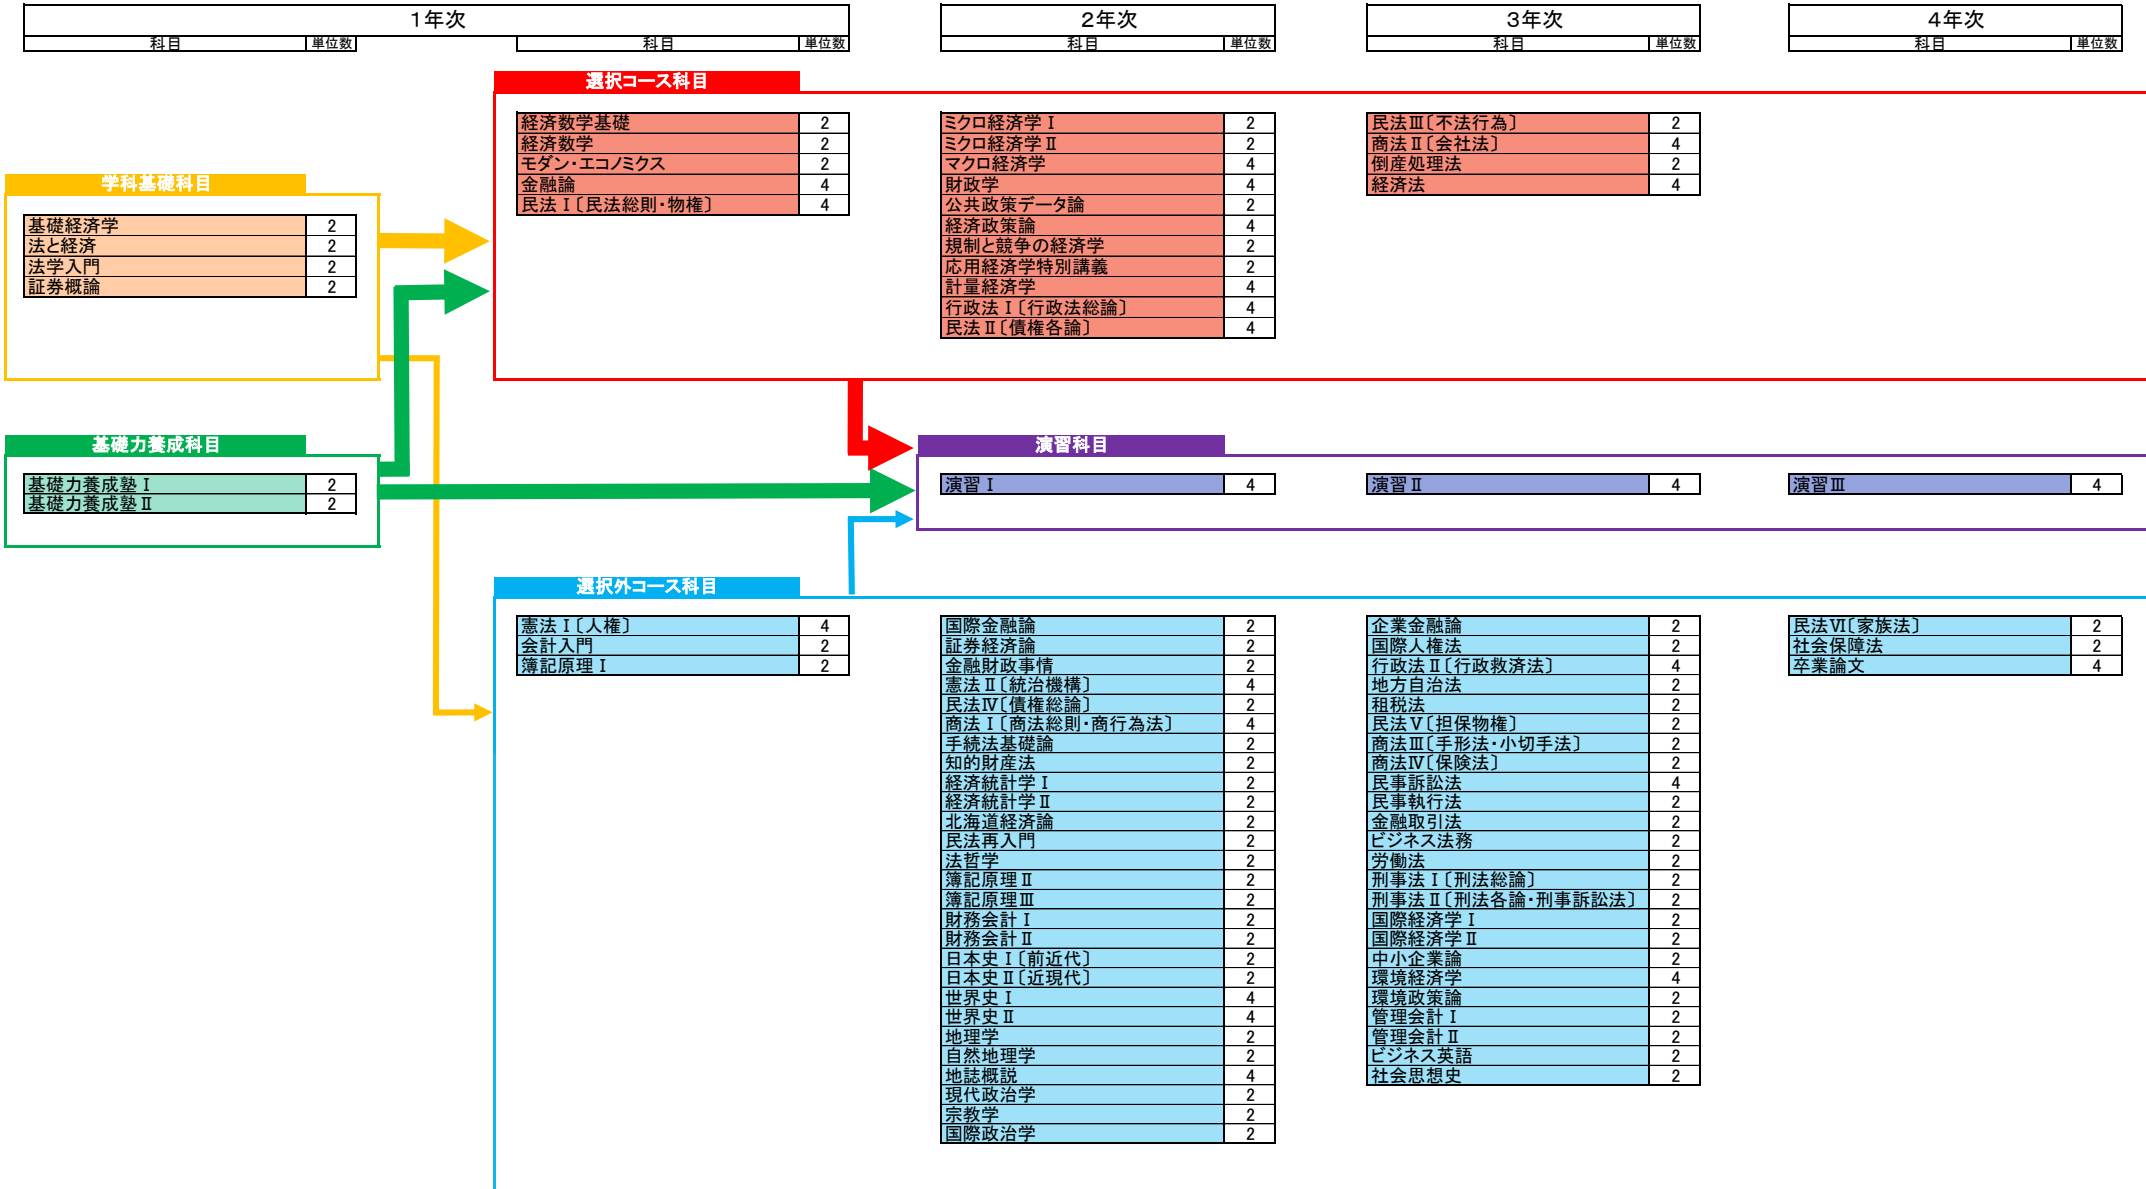 1年次
2年次
3年次
4年次
科目 単位数
科目 単位数
科目 単位数
科目 単位数
科目 単位数
選択コース科目
経済数学基礎 2
経済数学 2
モダン・エコノミクス 2
金融論 4
民法Ⅰ〔民法総則・物権〕 4
ミクロ経済学Ⅰ 2
ミクロ経済学Ⅱ 2
マクロ経済学 4
財政学 4
公共政策データ論 2
経済政策論 4
規制と競争の経済学 2
応用経済学特別講義 2
計量経済学 4
行政法Ⅰ〔行政法総論〕 4
民法Ⅱ〔債権各論〕 4
民法Ⅲ〔不法行為〕 2
商法Ⅱ〔会社法〕 4
倒産処理法 2
経済法 4
学科基礎科目
基礎経済学 2
法と経済 2
法学入門 2
証券概論 2
基礎力養成科目
基礎力養成塾Ⅰ 2
基礎力養成塾Ⅱ 2
演習科目
演習Ⅰ 4
演習Ⅱ 4
演習Ⅲ 4
選択外コース科目
憲法Ⅰ〔人権〕 4
会計入門 2
簿記原理Ⅰ 2
国際金融論 2
証券経済論 2
金融財政事情 2
憲法Ⅱ〔統治機構〕 4
民法Ⅳ〔債権総論〕 2
商法Ⅰ〔商法総則・商行為法〕 4
手続法基礎論 2
知的財産法 2
経済統計学Ⅰ 2
経済統計学Ⅱ 2
北海道経済論 2
民法再入門 2
法哲学 2
簿記原理Ⅱ 2
簿記原理Ⅲ 2
財務会計Ⅰ 2
財務会計Ⅱ 2
日本史Ⅰ〔前近代〕 2
日本史Ⅱ〔近現代〕 2
世界史Ⅰ 4
世界史Ⅱ 4
地理学 2
自然地理学 2
地誌概説 4
現代政治学 2
宗教学 2
国際政治学 2
企業金融論 2
国際人権法 2
行政法Ⅱ〔行政救済法〕 4
地方自治法 2
租税法 2
民法Ⅴ〔担保物権〕 2
商法Ⅲ〔手形法・小切手法〕 2
商法Ⅳ〔保険法〕 2
民事訴訟法 4
民事執行法 2
金融取引法 2
ビジネス法務 2
労働法 2
刑事法Ⅰ〔刑法総論〕 2
刑事法Ⅱ〔刑法各論・刑事訴訟法〕 2
国際経済学Ⅰ 2
国際経済学Ⅱ 2
中小企業論 2
環境経済学 4
環境政策論 2
管理会計Ⅰ 2
管理会計Ⅱ 2
ビジネス英語 2
社会思想史 2
民法Ⅵ〔家族法〕 2
社会保障法 2
卒業論文 4